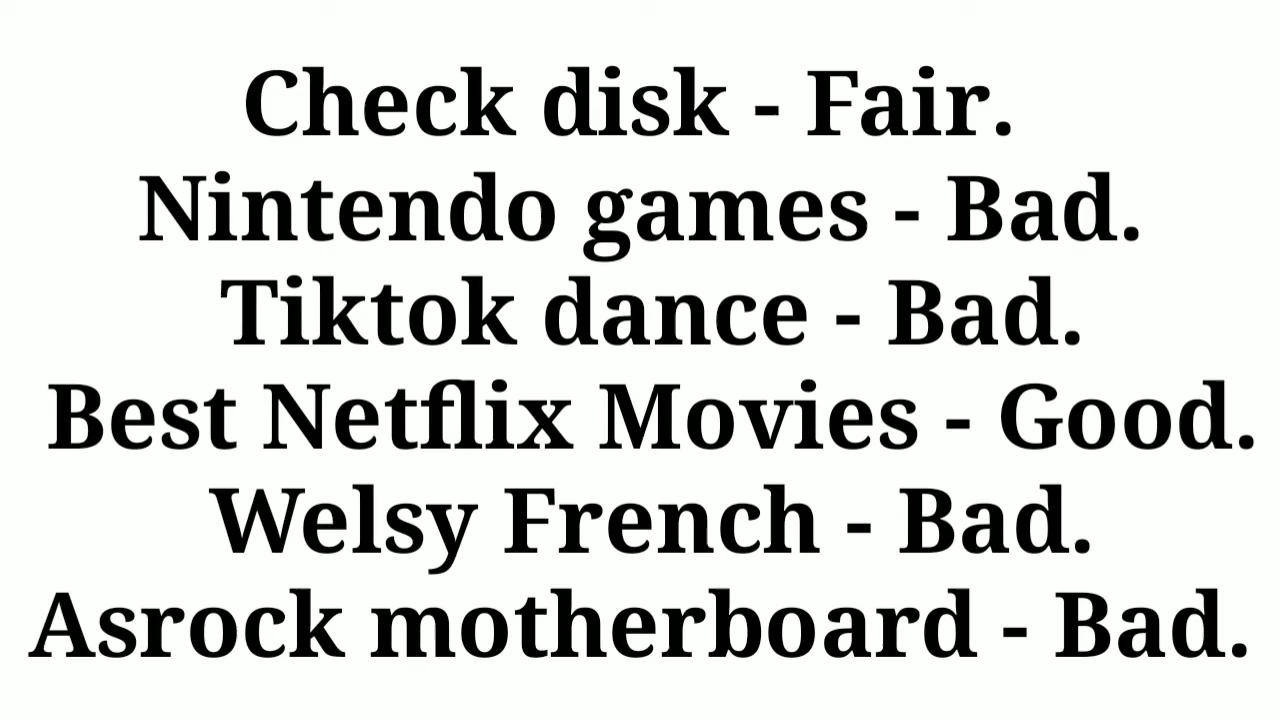 Check disk - Fair.
Nintendo games - Bad.
Tiktok dance - Bad.
Best Netflix Movies - Good.
Welsy French - Bad.
Asrock motherboard - Bad.